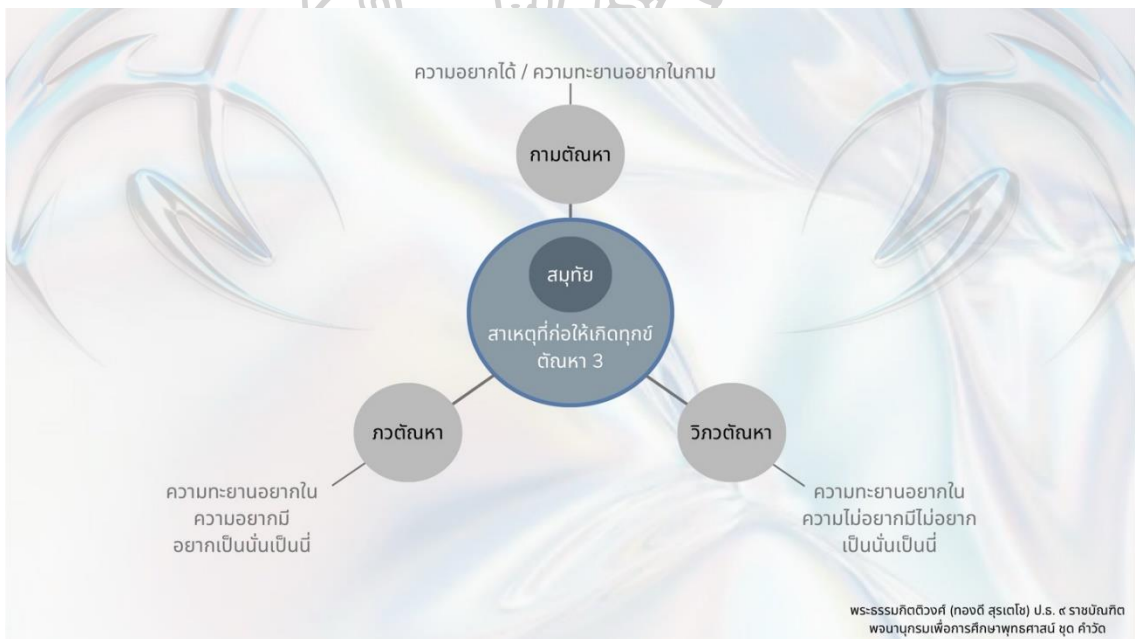 ความอยากได้ / ความทะยานอยากในกาม
กามตัณหา
สมุทัย
สาเหตุที่ก่อให้เกิดทุกข์
ตัณหา 3
ภวตัณหา
วิภวตัณหา
ความทะยานอยากใน
ความอยากมี
อยากเป็นนั่นเป็นนี่
ความทะยานอยากใน
ความไม่อยากมีไม่อยาก
เป็นนั่นเป็นนี่
พระธรรมกิตติวงศ์ (ทองดี สุรเตโช) ป.ธ. ๙ ราชบัณฑิต
พจนานุกรมเพื่อการศึกษาพุทธศาสน์ ชุด คำวัด